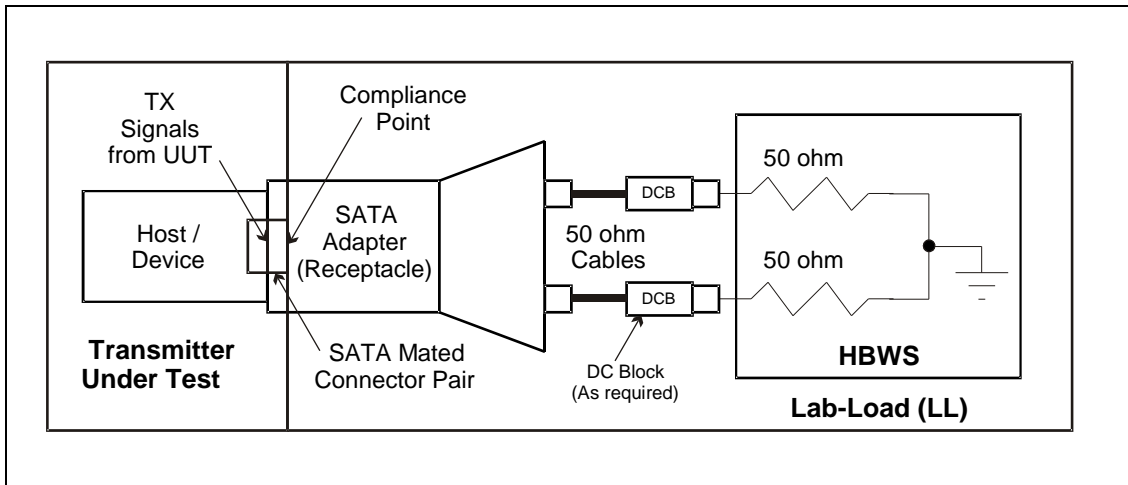 TX
Signals
from UUT
Compliance
Point
Host /
Device
SATA
Adapter
(Receptacle)
50 ohm
Cables
DCB
DCB
50 ohm
50 ohm
HBWS
Transmitter
Under Test
SATA Mated
Connector Pair
DC Block
(As required)
Lab-Load (LL)